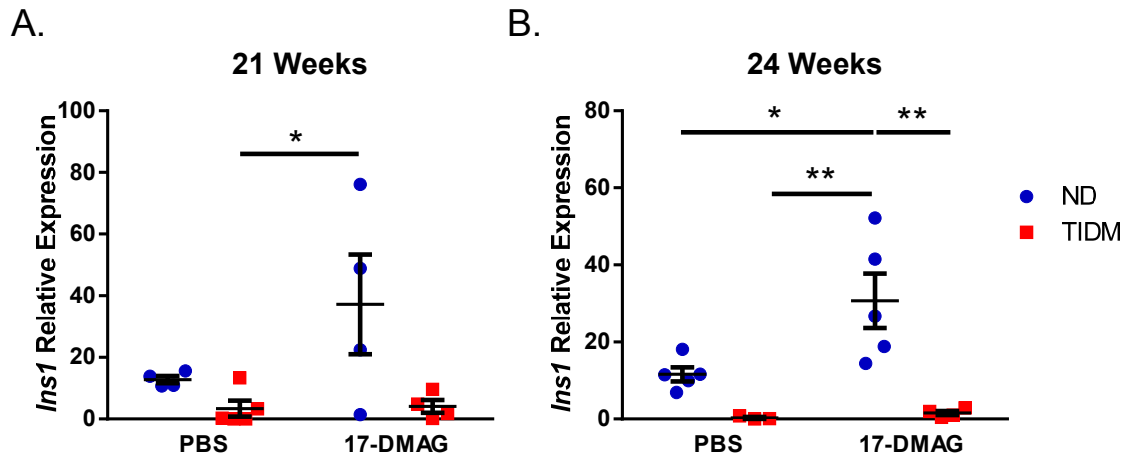 A.
21 Weeks
Ins1 Relative Expression
100
80
60
40
20
0
*
PBS
17-DMAG
B.
24 Weeks
Ins1 Relative Expression
80
60
40
20
0
*
**
**
PBS
17-DMAG
ND
TIDM